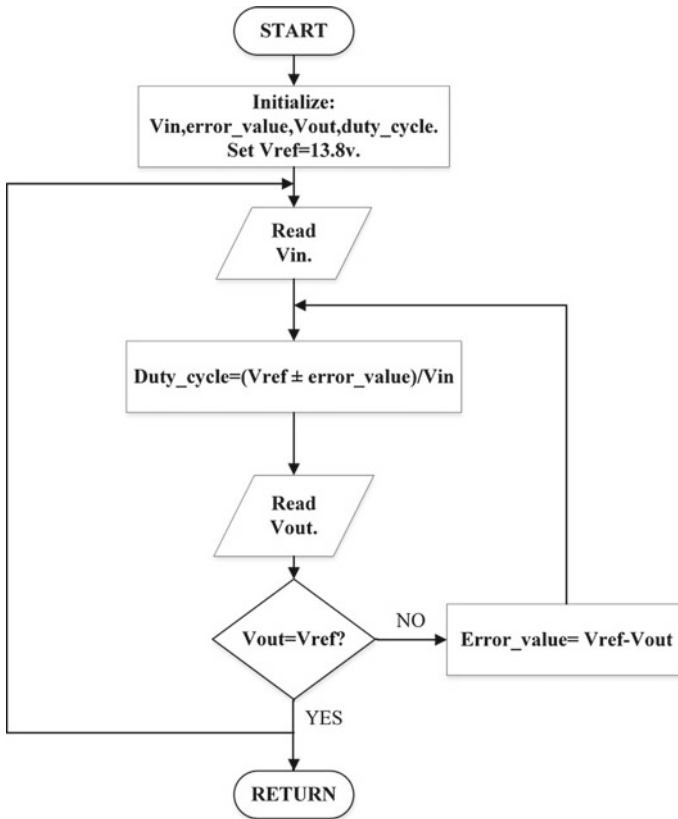 START
Initialize:
Vin,error_value,Vout,duty_cycle.
Set Vref=13.8v.
Read
Vin.
Duty_cycle=(Vref ± error_value)/Vin
Read
Vout.
Vout=Vref?
NO
Error_value= Vref-Vout
YES
RETURN